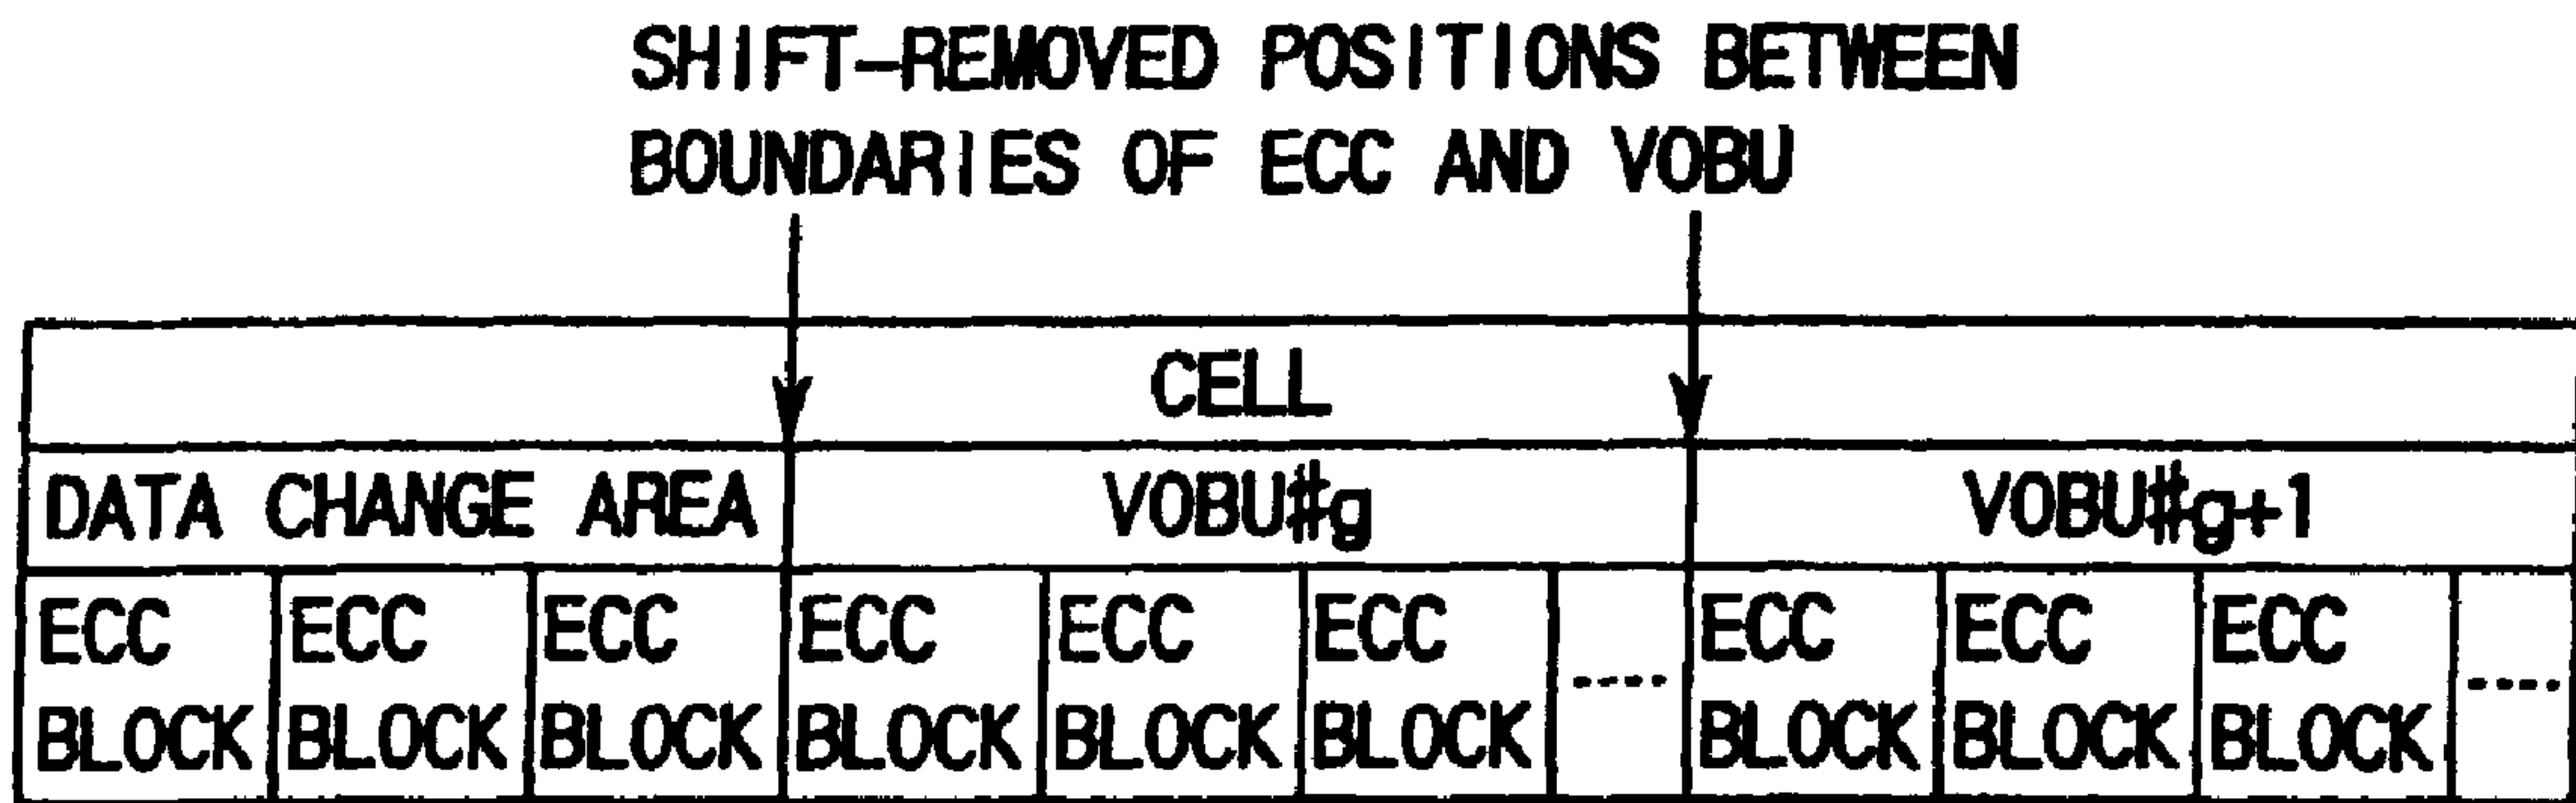 SHIFT-REMOVED POSITIONS BETWEEN
BOUNDARIES OF ECC AND VOBU
CELL
DATA CHANGE AREA VOBU#g VOBU#g+1
ECC ECC ECC ECC ECC ECC ECC ECC ECC
BLOCK BLOCK BLOCK BLOCK BLOCK BLOCK ---- BLOCK BLOCK BLOCK ----